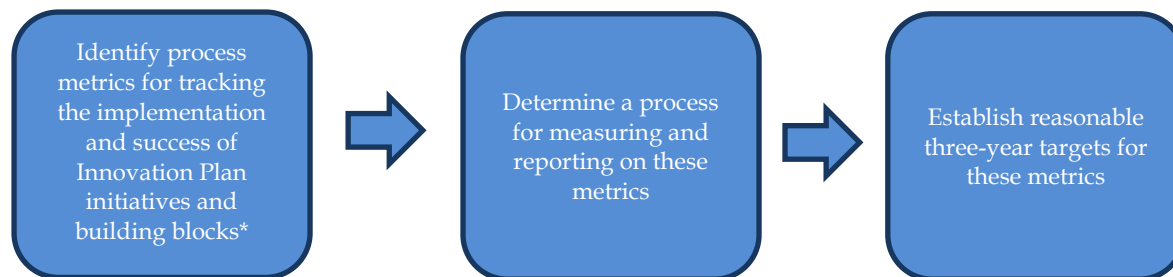 Identify process
metrics for tracking
the implementation
and success of
Innovation Plan
initiatives and
building blocks*
Determine a process
for measuring and
reporting on these
metrics
Establish reasonable
three-year targets for
these metrics